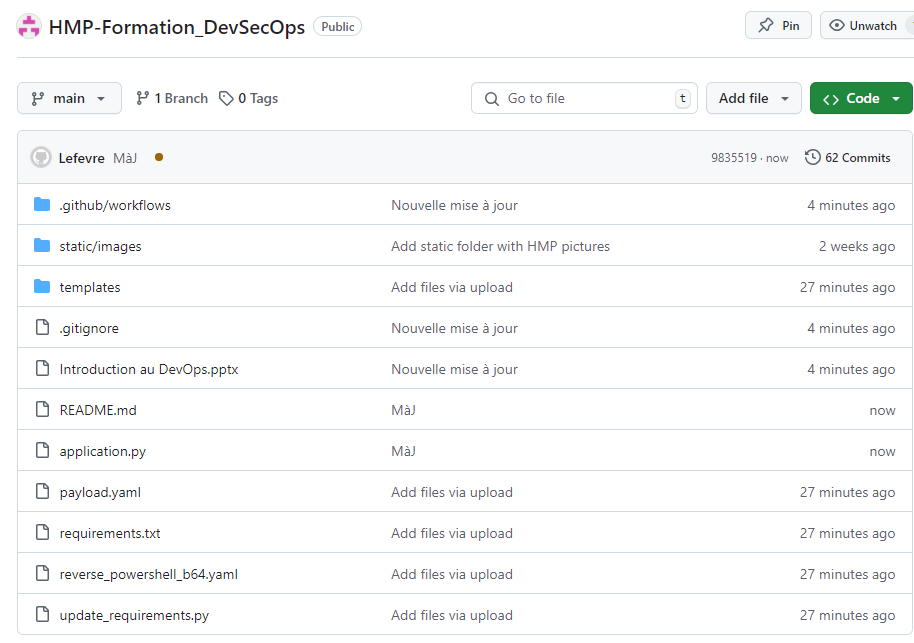 HMP-Formation_DevSecOps Public Pin Unwatch
main 1 Branch 0 Tags Go to file t Add file Code
Lefevre MàJ 9835519 · now 62 Commits
.github/workflows Nouvelle mise à jour 4 minutes ago
static/images Add static folder with HMP pictures 2 weeks ago
templates Add files via upload 27 minutes ago
.gitignore Nouvelle mise à jour 4 minutes ago
Introduction au DevOps.pptx Nouvelle mise à jour 4 minutes ago
README.md MàJ now
application.py MàJ now
payload.yaml Add files via upload 27 minutes ago
requirements.txt Add files via upload 27 minutes ago
reverse_powershell_b64.yaml Add files via upload 27 minutes ago
update_requirements.py Add files via upload 27 minutes ago